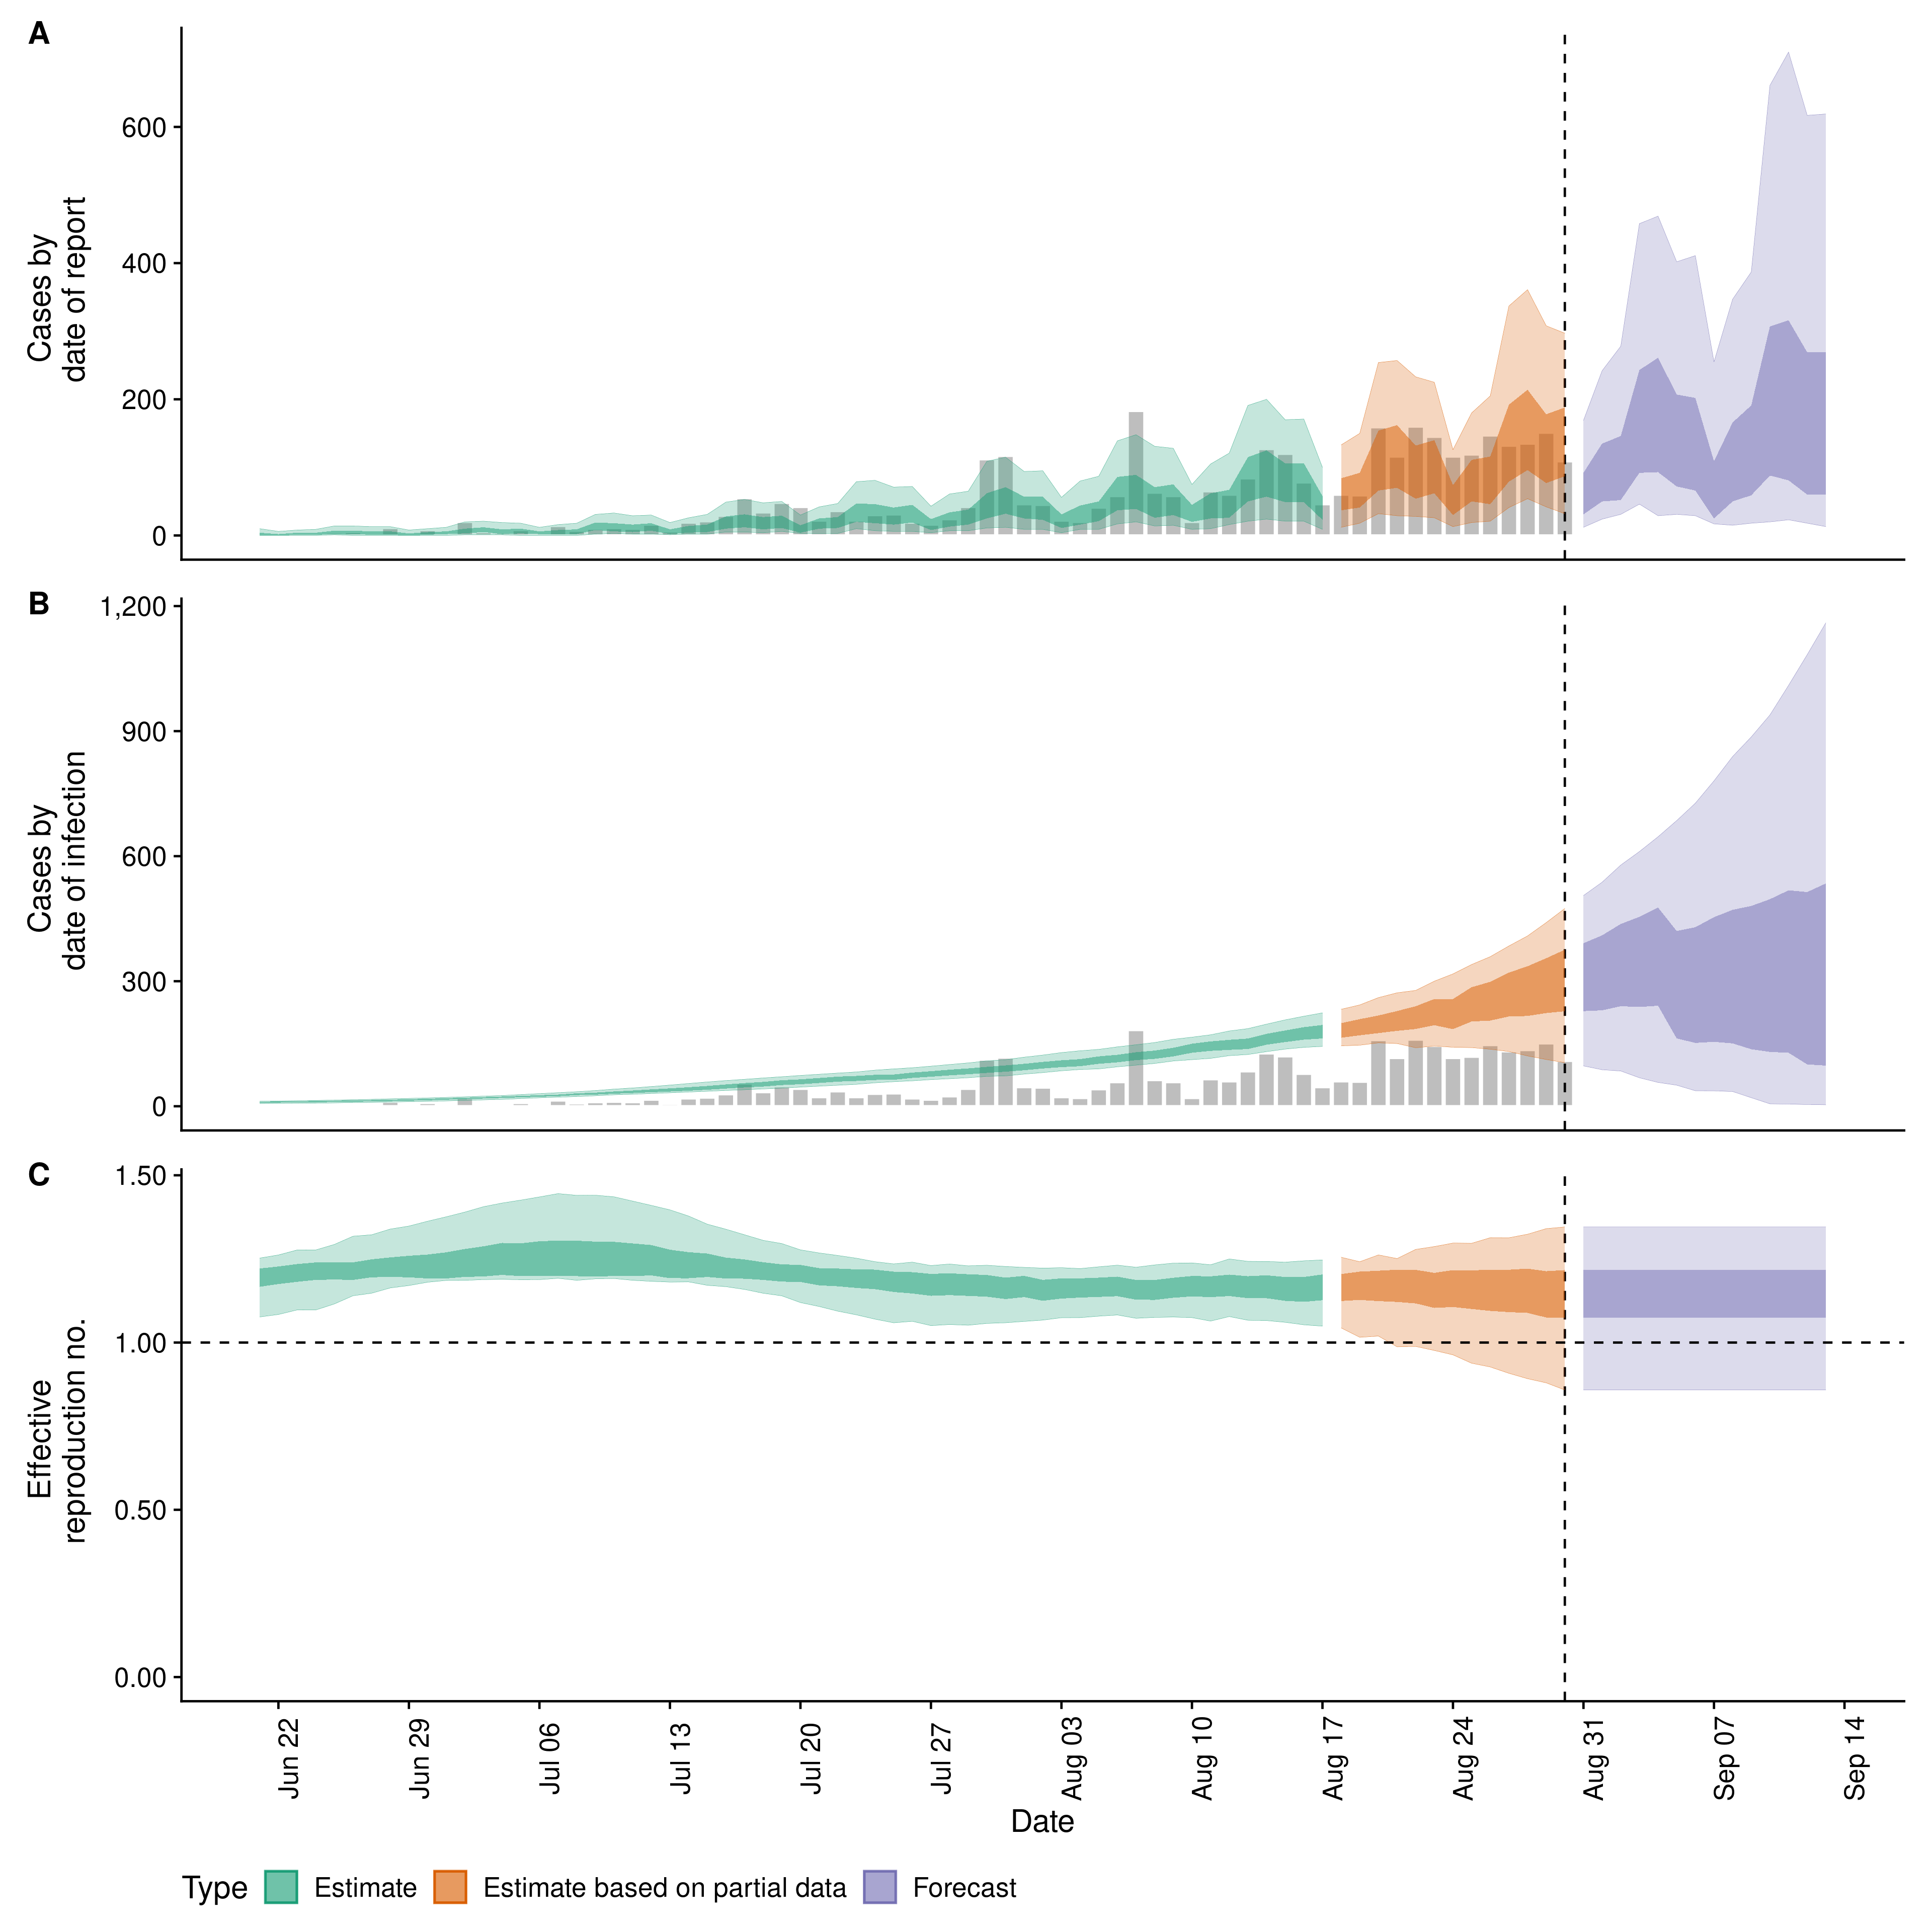 A
Cases by
date of report
600
400
200
0
B
Cases by
date of infection
1,200
900
600
300
0
C
Effective
reproduction no.
1.50
1.00
0.50
0.00
Jun 22
Jun 29
Jul 06
Jul 13
Jul 20
Jul 27
Aug 03
Aug 10
Aug 17
Aug 24
Aug 31
Sep 07
Sep 14
Date
Type Estimate Estimate based on partial data Forecast